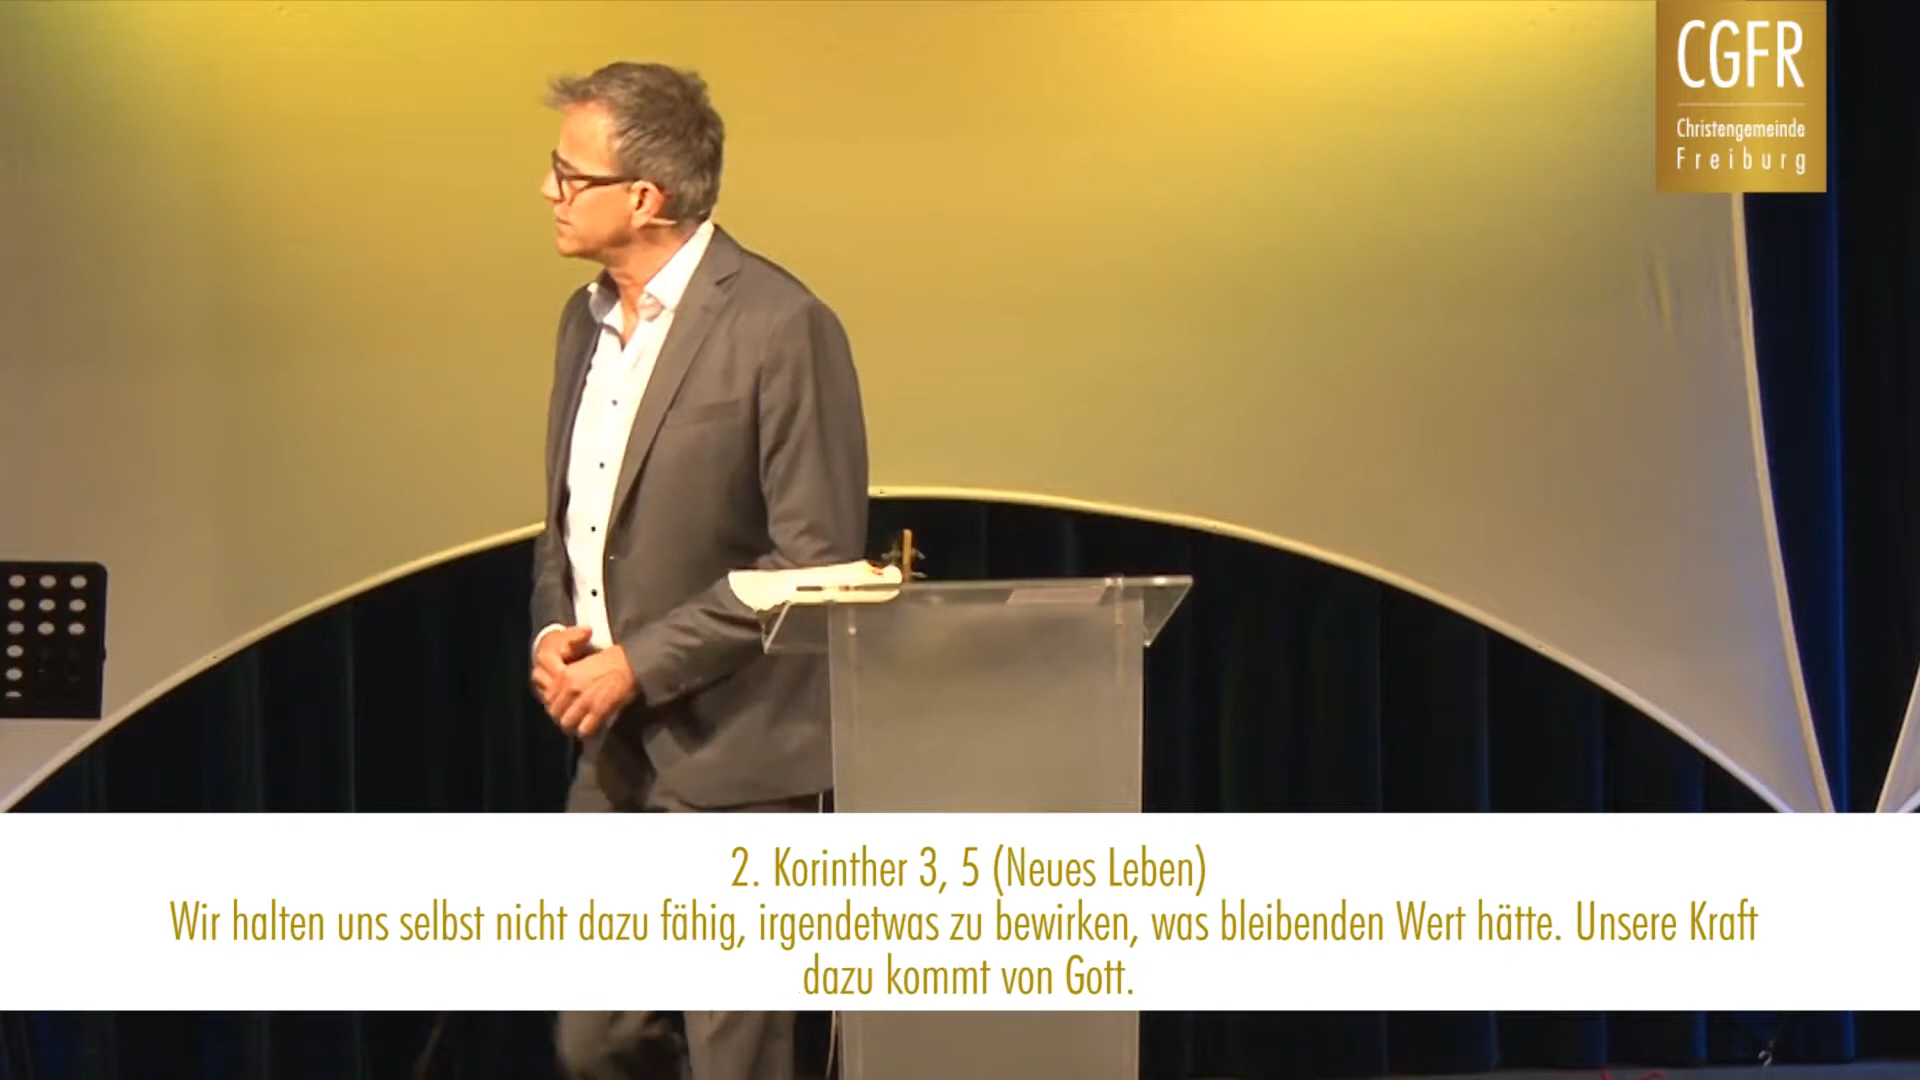 CGFR
Christengemeinde
Freiburg
2. Korinther 3, 5 (Neues Leben)
Wir halten uns selbst nicht dazu fähig, irgendetwas zu bewirken, was bleibenden Wert hätte. Unsere Kraft
dazu kommt von Gott.